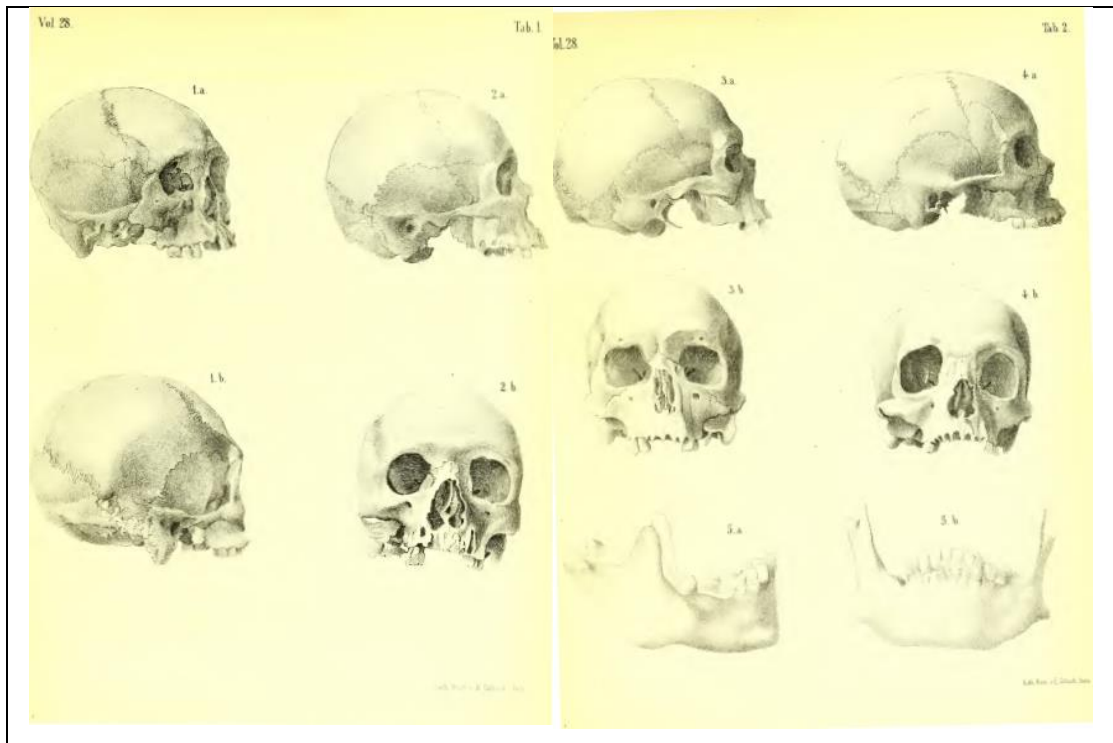 Vol 28.
Tab. 1
1.a.
2.a.
1.b.
2.b
Vol. 28.
Tab 2.
3.a
4.a
3.b
4.b
5.a.
5.b.